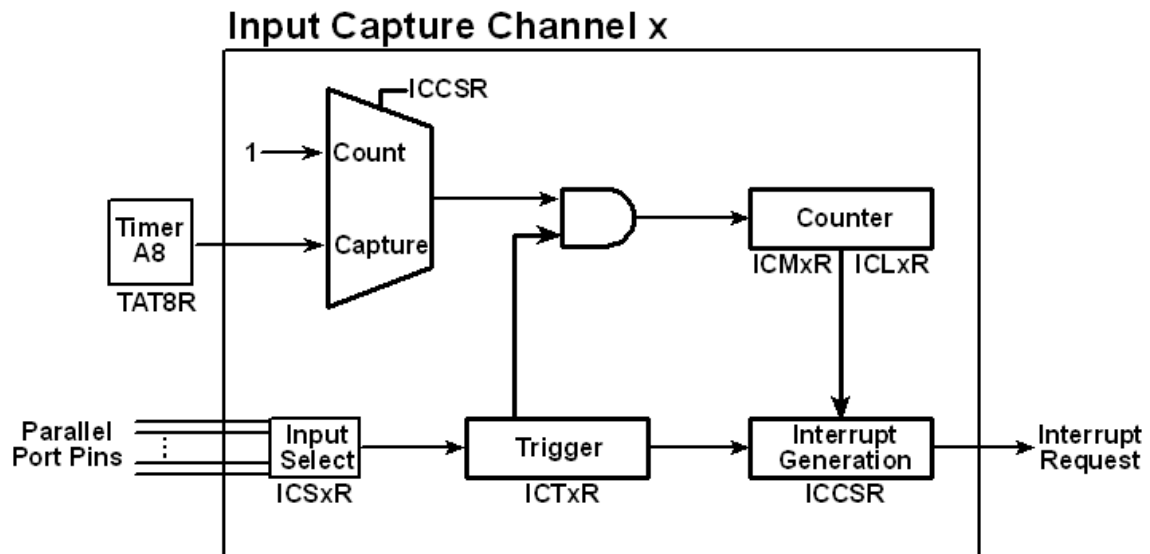 Input Capture Channel x
ICCSR
1
Count
Timer
A8
Capture
TAT8R
Counter
ICMxR ICLxR
Parallel
Port Pins
Input
Select
ICSxR
Trigger
ICTxR
Interrupt
Generation
ICCSR
Interrupt
Request